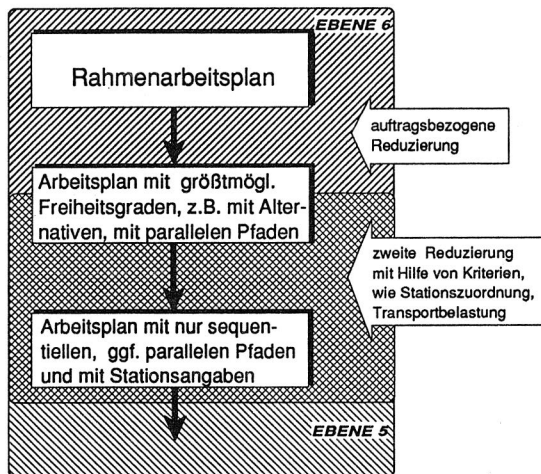 EBENE 6
Rahmenarbeitsplan
auftragsbezogene
Reduzierung
Arbeitsplan mit größtmögl.
Freiheitsgraden, z.B. mit Alter-
nativen, mit parallelen Pfaden
zweite Reduzierung
mit Hilfe von Kriterien,
wie Stationszuordnung,
Transportbelastung
Arbeitsplan mit nur sequen-
tiellen, ggf. parallelen Pfaden
und mit Stationsangaben
EBENE 5